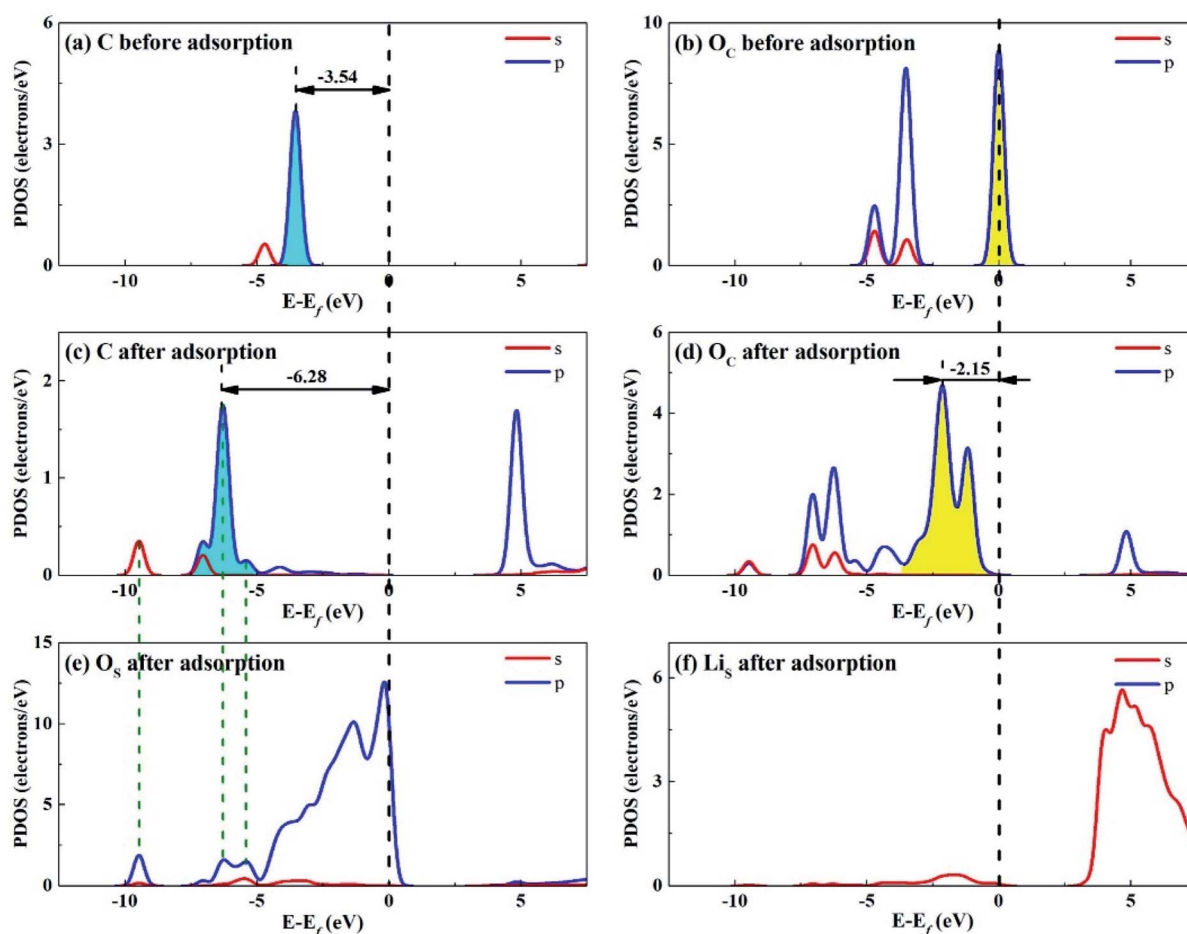 (a) C before adsorption
s
p
-3.54
PDOS (electrons/eV)
6
3
0
-10
-5
0
5
E-E_f (eV)
(b) O_C before adsorption
s
p
PDOS (electrons/eV)
10
8
5
3
0
-10
-5
0
5
E-E_f (eV)
(c) C after adsorption
s
p
-6.28
PDOS (electrons/eV)
2
1
0
-10
-5
0
5
E-E_f (eV)
(d) O_C after adsorption
s
p
-2.15
PDOS (electrons/eV)
6
4
2
0
-10
-5
0
5
E-E_f (eV)
(e) O_S after adsorption
s
p
PDOS (electrons/eV)
15
10
5
0
-10
-5
0
5
E-E_f (eV)
(f) Li_S after adsorption
s
p
PDOS (electrons/eV)
6
3
0
-10
-5
0
5
E-E_f (eV)